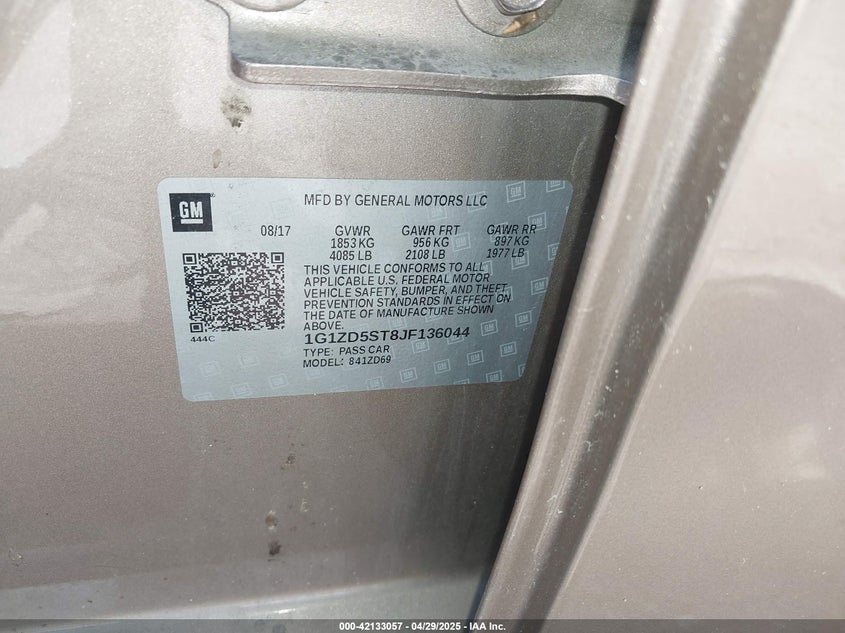 GM
MFD BY GENERAL MOTORS LLC
08/17 GVWR GAWR FRT GAWR RR
1853 KG 956 KG 897 KG
4085 LB 2108 LB 1977 LB
THIS VEHICLE CONFORMS TO ALL
APPLICABLE U.S. FEDERAL MOTOR
VEHICLE SAFETY, BUMPER, AND THEFT
PREVENTION STANDARDS IN EFFECT ON
THE DATE OF MANUFACTURE SHOWN
ABOVE.
444C
1G1ZD5ST8JF136044
TYPE: PASS CAR
MODEL: 841ZD69
000-42133057 - 04/29/2025 - IAA Inc.